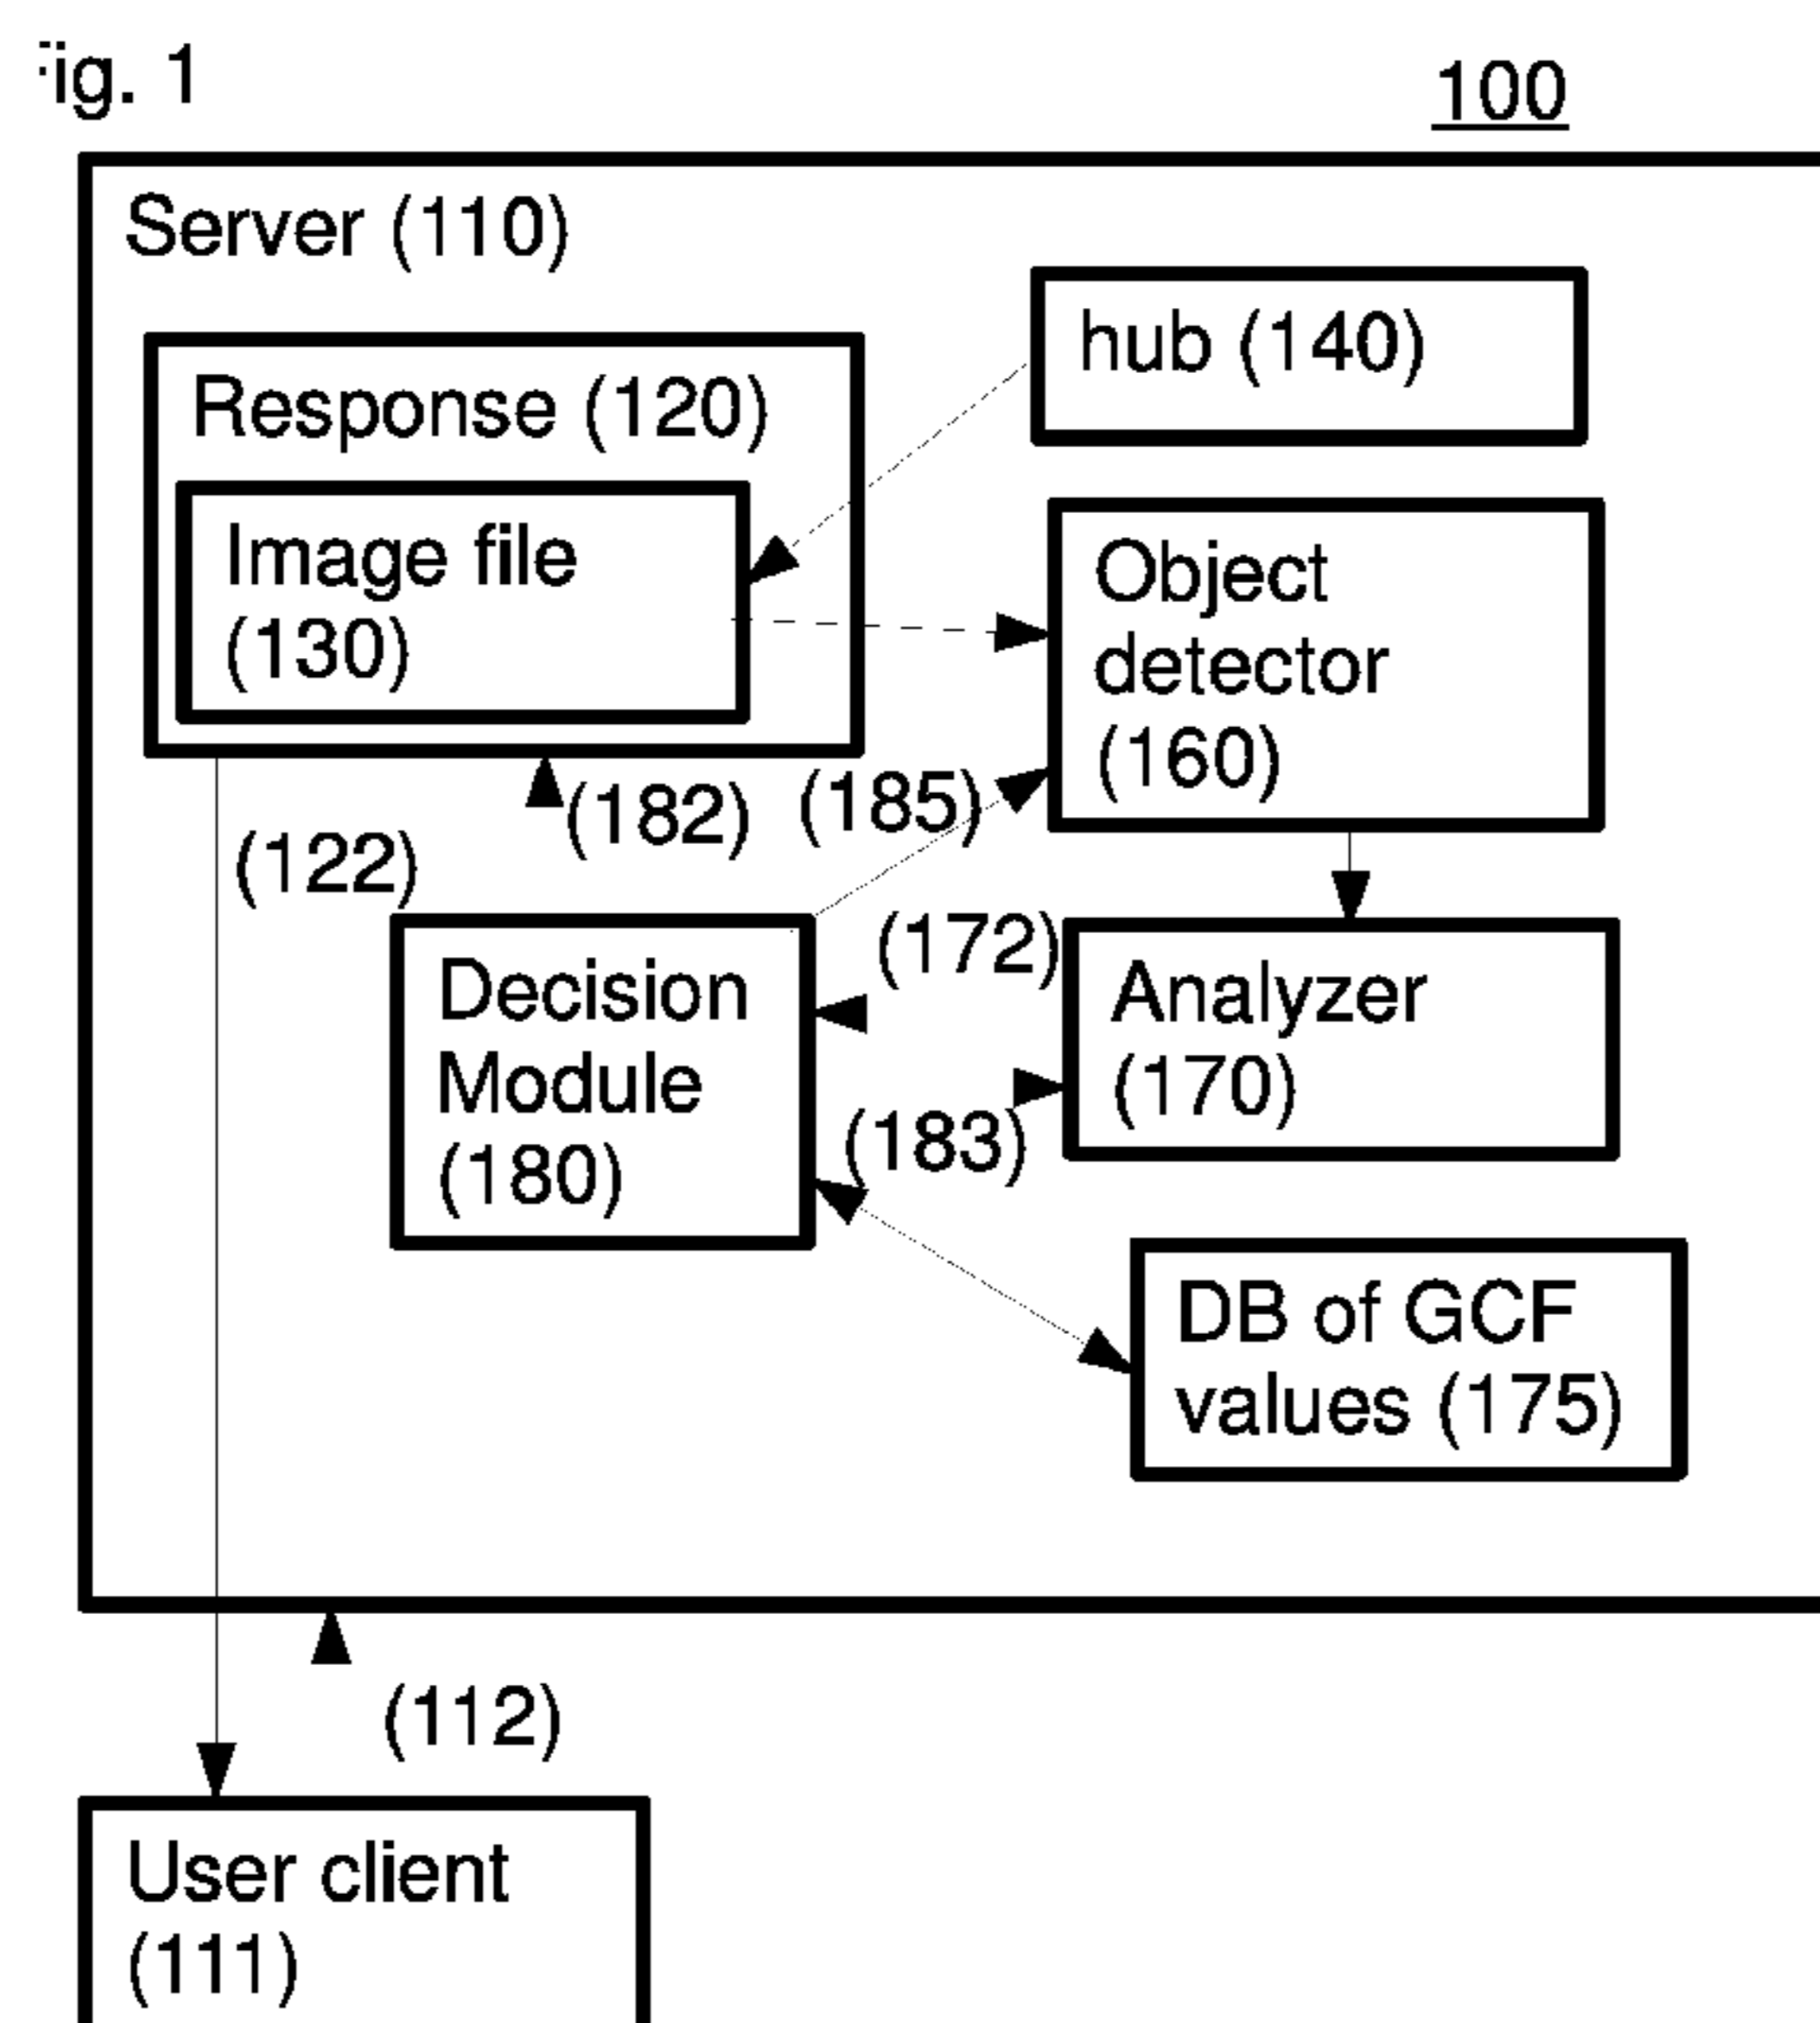 ig. 1
100
Server (110)
hub (140)
Response (120)
Image file
(130)
Object
detector
(160)
(182)
(185)
(122)
(172)
Decision
Module
(180)
Analyzer
(170)
(183)
DB of GCF
values (175)
(112)
User client
(111)